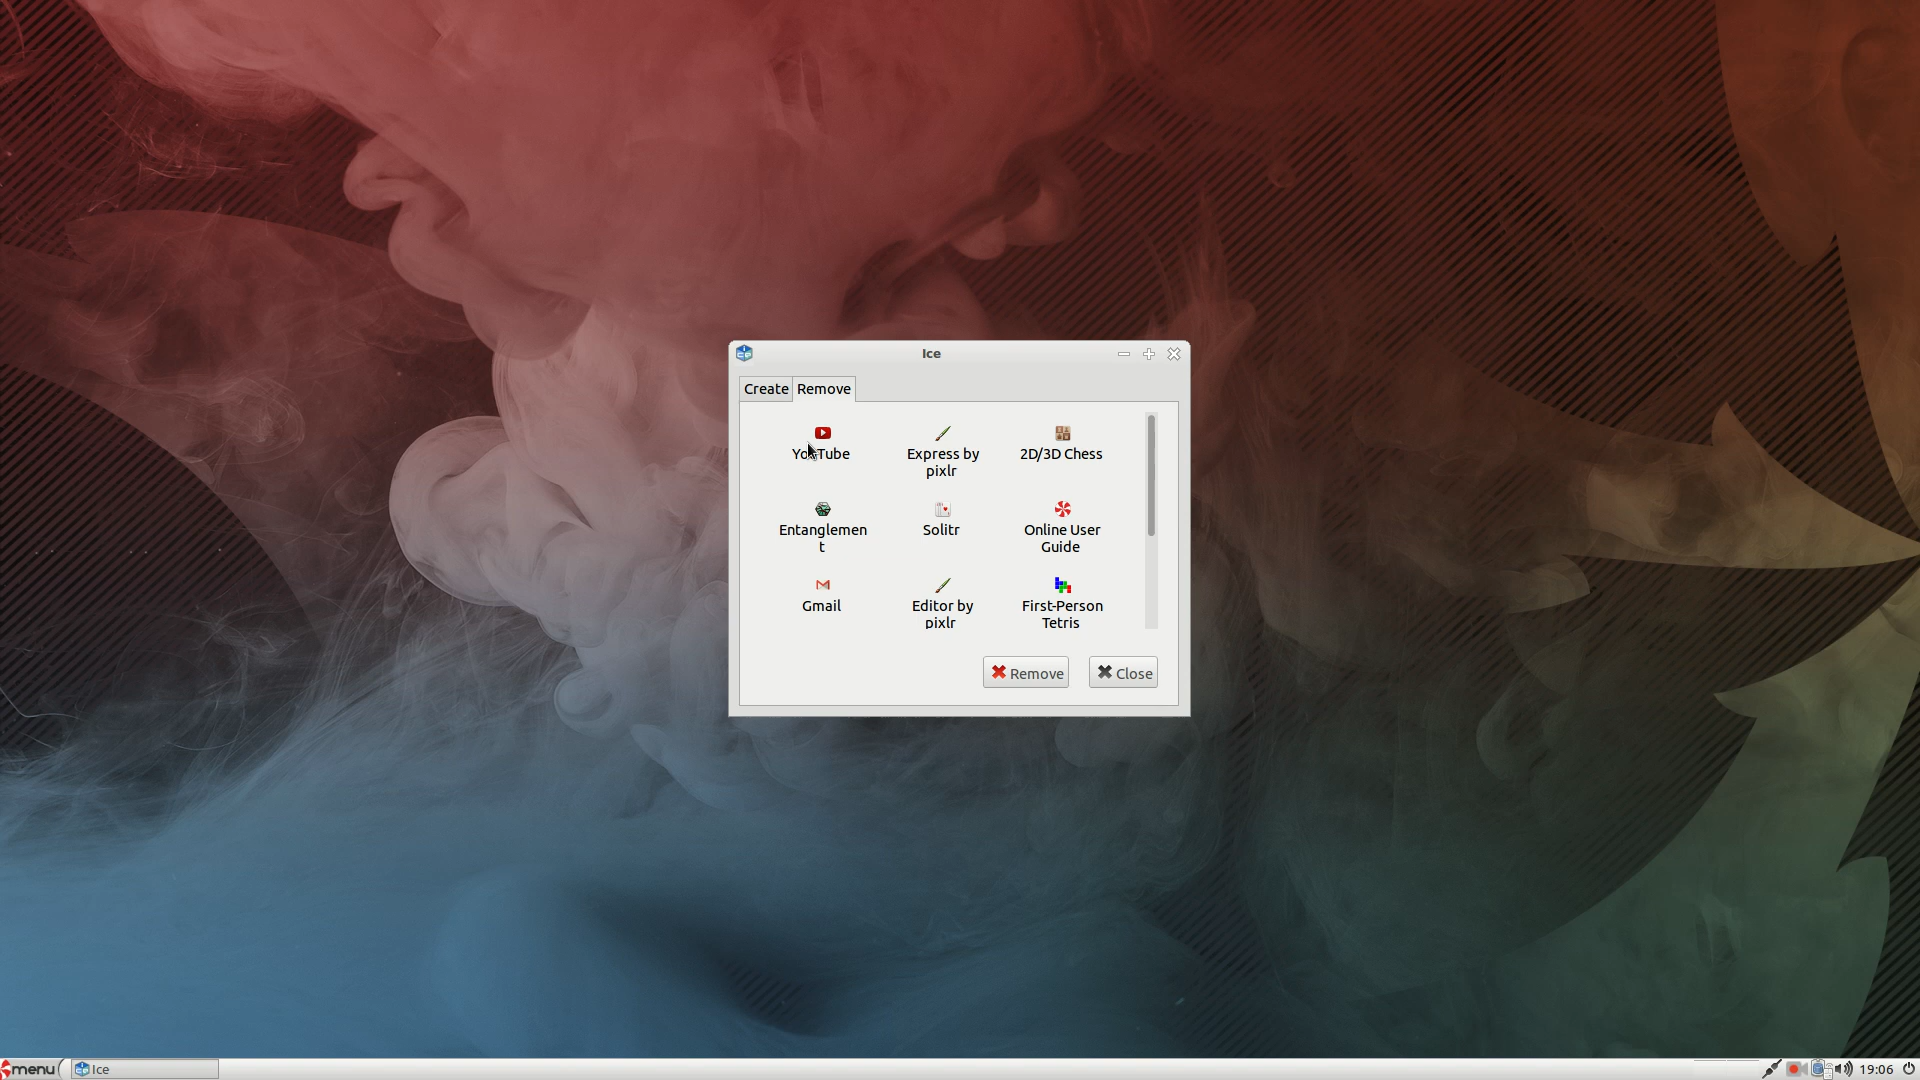 Ice
Create Remove
YouTube
Express by
pixlr
2D/3D Chess
Entanglemen
t
Solitr
Online User
Guide
Gmail
Editor by
pixlr
First-Person
Tetris
Remove Close
menu Ice 19:06